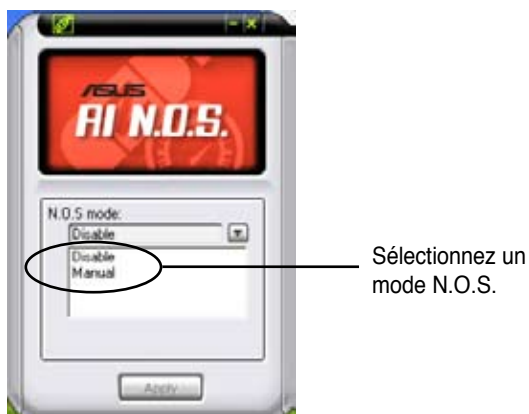 ASUS
AI N.O.S.
N.O.S mode:
Disable
Disable
Manual
Apply
Sélectionnez un
mode N.O.S.